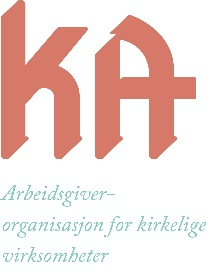 KA
Arbeidsgiver–
organisasjon for kirkelige
virksomheter